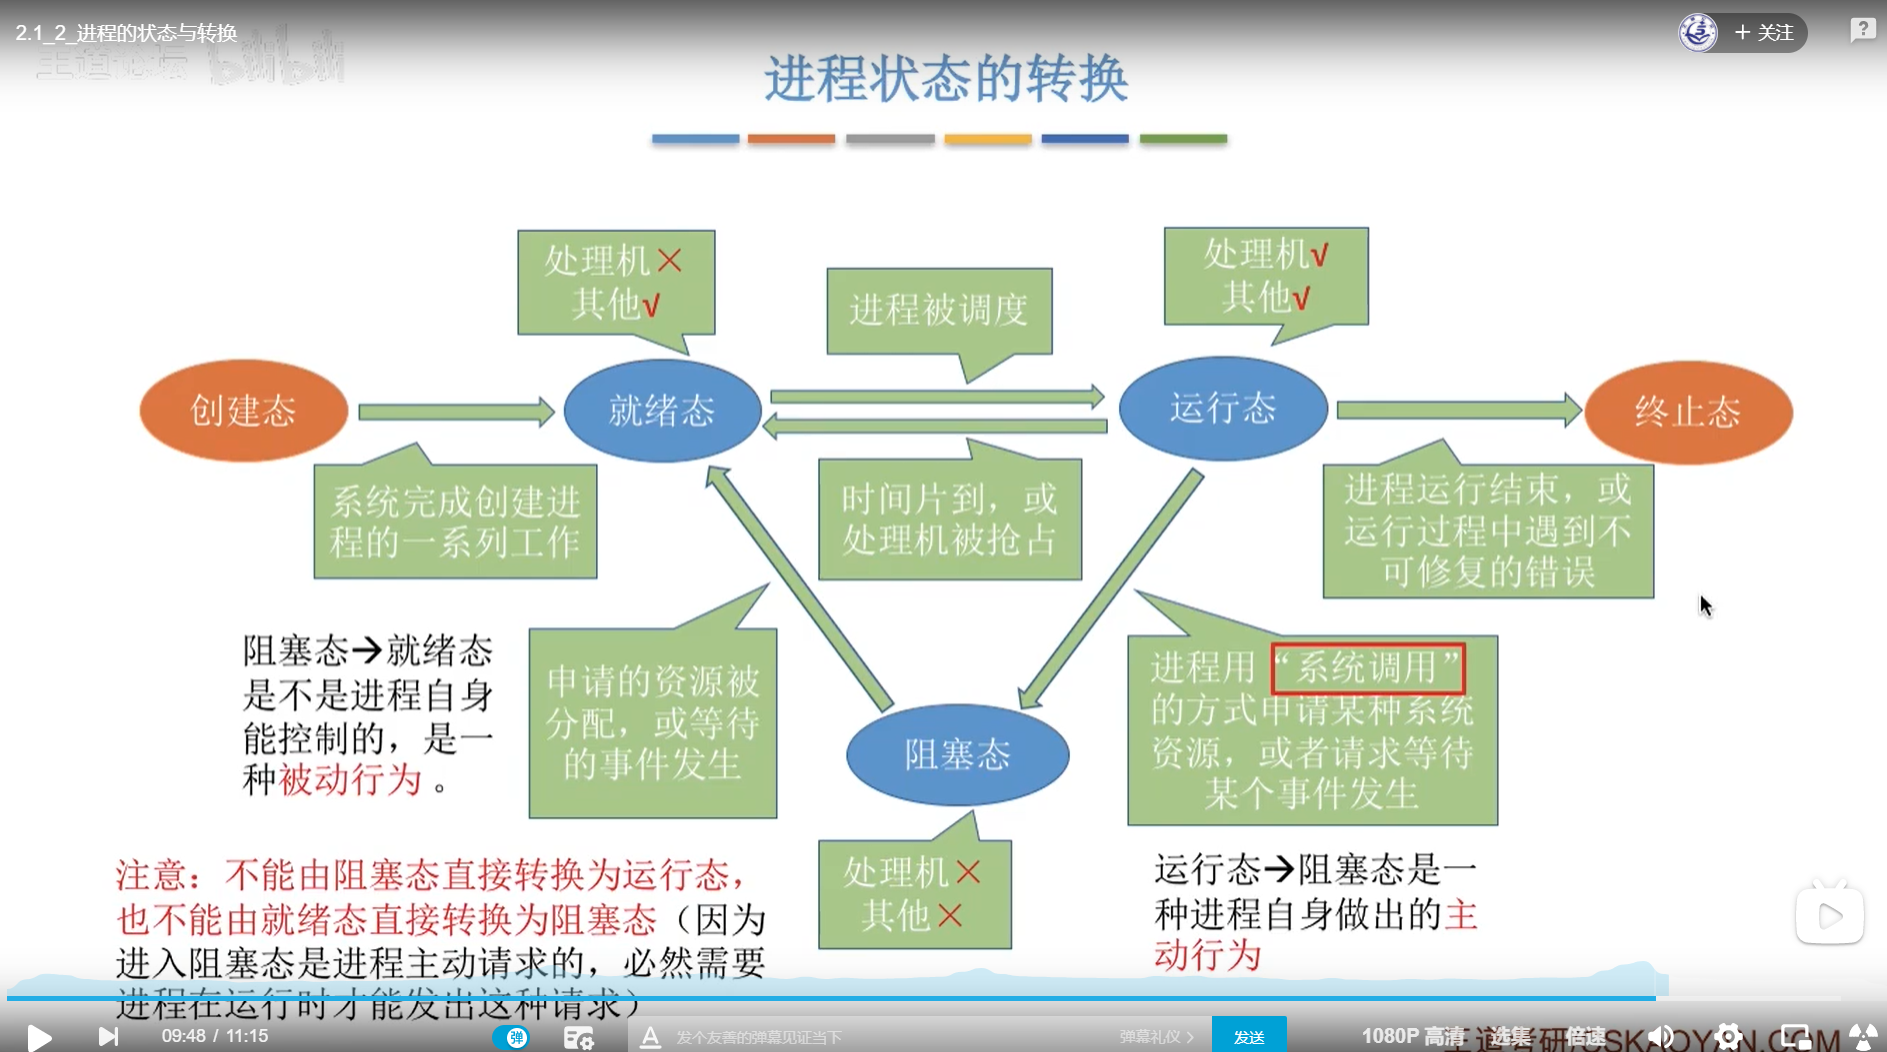 2.1_2_进程的状态与转换
+ 关注
王道论坛 bilibili
进程状态的转换
处理机×
其他√
进程被调度
处理机√
其他√
创建态
就绪态
运行态
终止态
系统完成创建进
程的一系列工作
时间片到，或
处理机被抢占
进程运行结束，或
运行过程中遇到不
可修复的错误
阻塞态→就绪态
是不是进程自身
能控制的，是一
种被动行为。
申请的资源被
分配，或等待
的事件发生
阻塞态
进程用“系统调用”
的方式申请某种系统
资源，或者请求等待
某个事件发生
处理机×
其他×
运行态→阻塞态是一
种进程自身做出的主
动行为
注意：不能由阻塞态直接转换为运行态，
也不能由就绪态直接转换为阻塞态（因为
进入阻塞态是进程主动请求的，必然需要
进程在运行时才能发出这种请求）
09:48 / 11:15
弹
A 发个友善的弹幕见证当下
弹幕礼仪 >
发送
1080P 高清
选集
倍速
王道考研/CSKAOYAN.COM